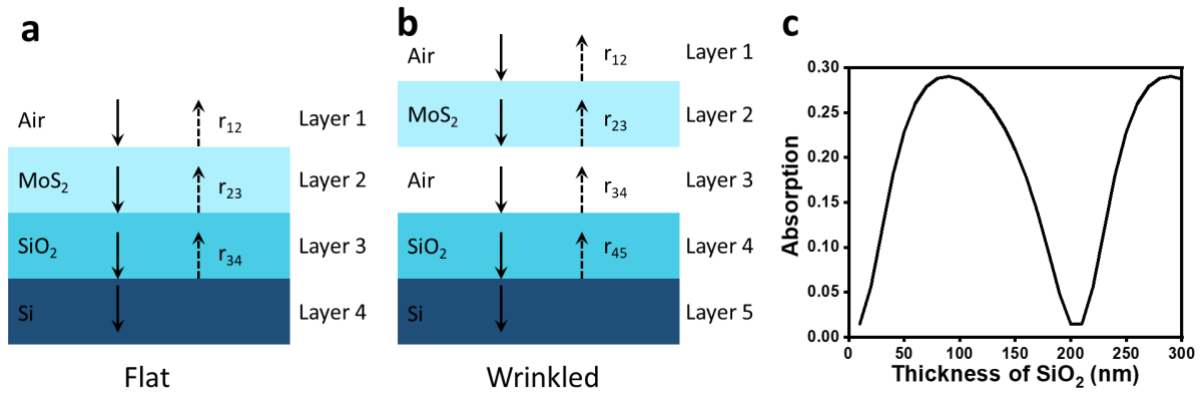 a
Air
r12
Layer 1
MoS2
r23
Layer 2
SiO2
r34
Layer 3
Si
Layer 4
Flat
b
Air
r12
Layer 1
MoS2
r23
Layer 2
Air
r34
Layer 3
SiO2
r45
Layer 4
Si
Layer 5
Wrinkled
c
Absorption
0.30
0.25
0.20
0.15
0.10
0.05
0.00
0 50 100 150 200 250 300
Thickness of SiO2 (nm)